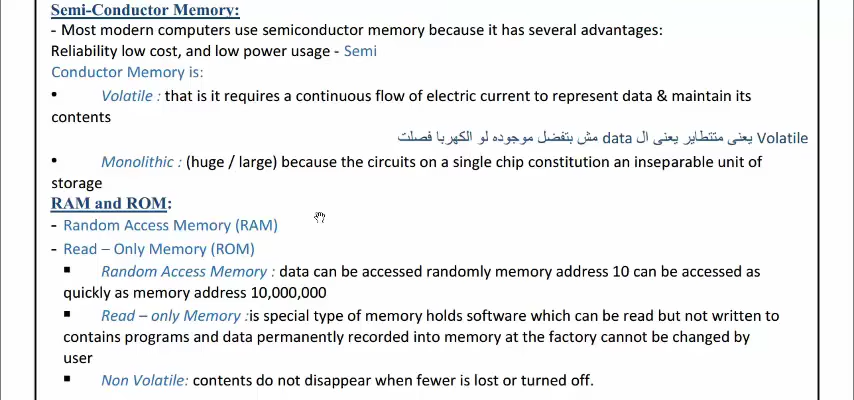 Semi-Conductor Memory:
- Most modern computers use semiconductor memory because it has several advantages:
Reliability low cost, and low power usage - Semi
Conductor Memory is:
• Volatile : that is it requires a continuous flow of electric current to represent data & maintain its
contents
Volatile يعنى متتطاير يعنى ال data مش بتفضل موجوده لو الكهربا فصلت
• Monolithic : (huge / large) because the circuits on a single chip constitution an inseparable unit of
storage
RAM and ROM:
- Random Access Memory (RAM)
- Read – Only Memory (ROM)
▪ Random Access Memory : data can be accessed randomly memory address 10 can be accessed as
quickly as memory address 10,000,000
▪ Read – only Memory :is special type of memory holds software which can be read but not written to
contains programs and data permanently recorded into memory at the factory cannot be changed by
user
▪ Non Volatile: contents do not disappear when fewer is lost or turned off.